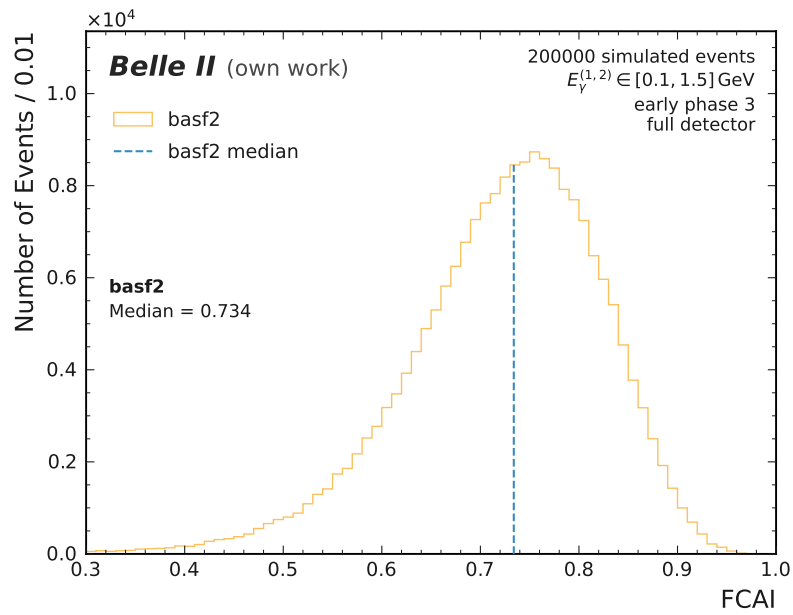 ×10⁴
Belle II (own work)
200000 simulated events
E_γ^(1, 2) ∈ [0.1, 1.5] GeV
early phase 3
full detector
basf2
basf2 median
basf2
Median = 0.734
Number of Events / 0.01
1.0
0.8
0.6
0.4
0.2
0.0
0.3 0.4 0.5 0.6 0.7 0.8 0.9 1.0
FCAI